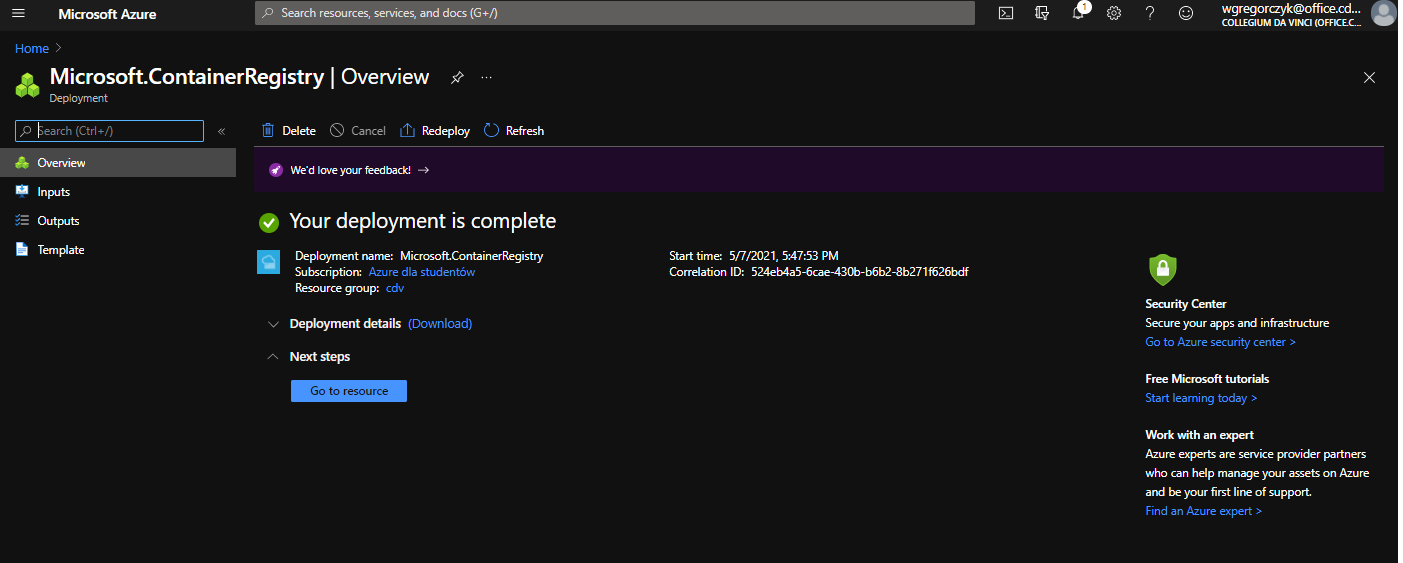 Microsoft Azure
Search resources, services, and docs (G+/)
1
wgregorczyk@office.cd...
COLLEGIUM DA VINCI (OFFICE.C...
Home
Microsoft.ContainerRegistry | Overview
Deployment
Search (Ctrl+/)
Delete
Cancel
Redeploy
Refresh
Overview
Inputs
Outputs
Template
We'd love your feedback! →
Your deployment is complete
Deployment name: Microsoft.ContainerRegistry
Subscription: Azure dla studentów
Resource group: cdv
Start time: 5/7/2021, 5:47:53 PM
Correlation ID: 524eb4a5-6cae-430b-b6b2-8b271f626bdf
Deployment details (Download)
Next steps
Go to resource
Security Center
Secure your apps and infrastructure
Go to Azure security center >
Free Microsoft tutorials
Start learning today >
Work with an expert
Azure experts are service provider partners
who can help manage your assets on Azure
and be your first line of support.
Find an Azure expert >